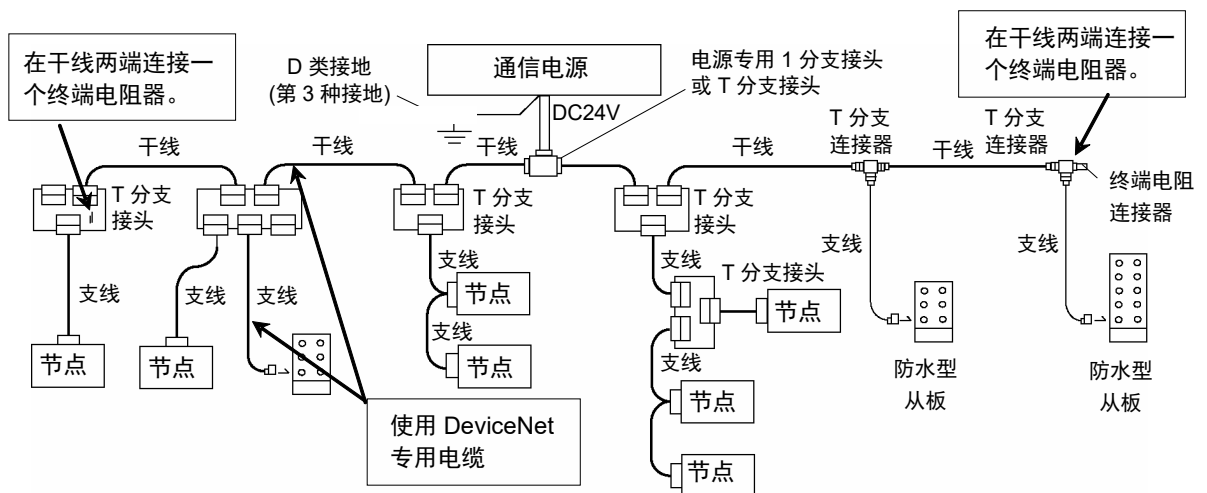 在干线两端连接一
个终端电阻器。
D 类接地
(第 3 种接地)
通信电源
DC24V
电源专用 1 分支接头
或 T 分支接头
在干线两端连接一
个终端电阻器。
干线
干线
干线
干线
T 分支
连接器
干线
T 分支
连接器
终端电阻
连接器
T 分支
接头
T 分支
接头
T 分支
接头
支线
支线
支线
支线
节点
支线
节点
支线
T 分支接头
节点
支线
节点
节点
支线
支线
节点
节点
防水型
从板
防水型
从板
使用 DeviceNet
专用电缆